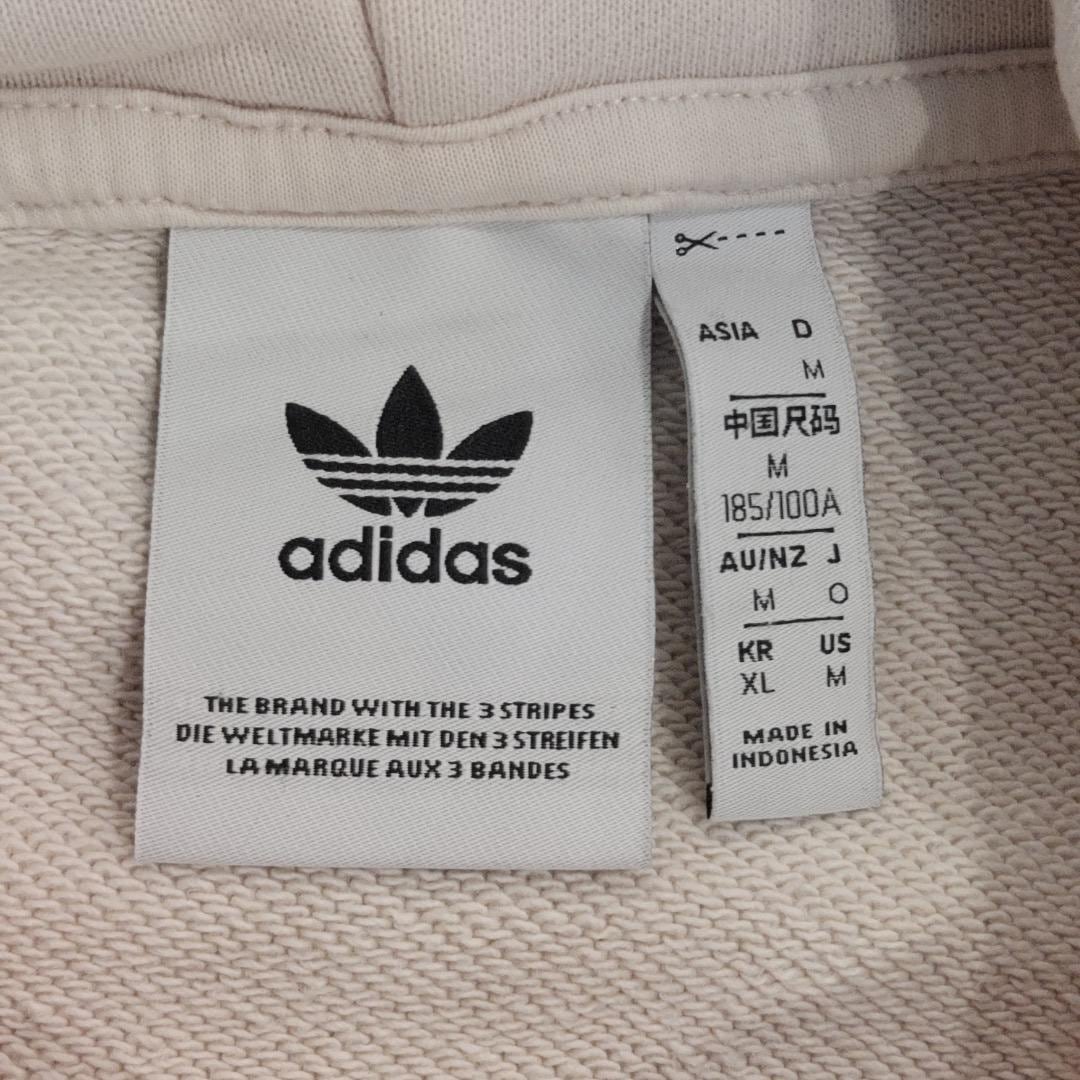 adidas
THE BRAND WITH THE 3 STRIPES
DIE WELTMARKE MIT DEN 3 STREIFEN
LA MARQUE AUX 3 BANDES
ASIA D
M
中国尺码
M
185/100A
AU/NZ J
M O
KR US
XL M
MADE IN
INDONESIA